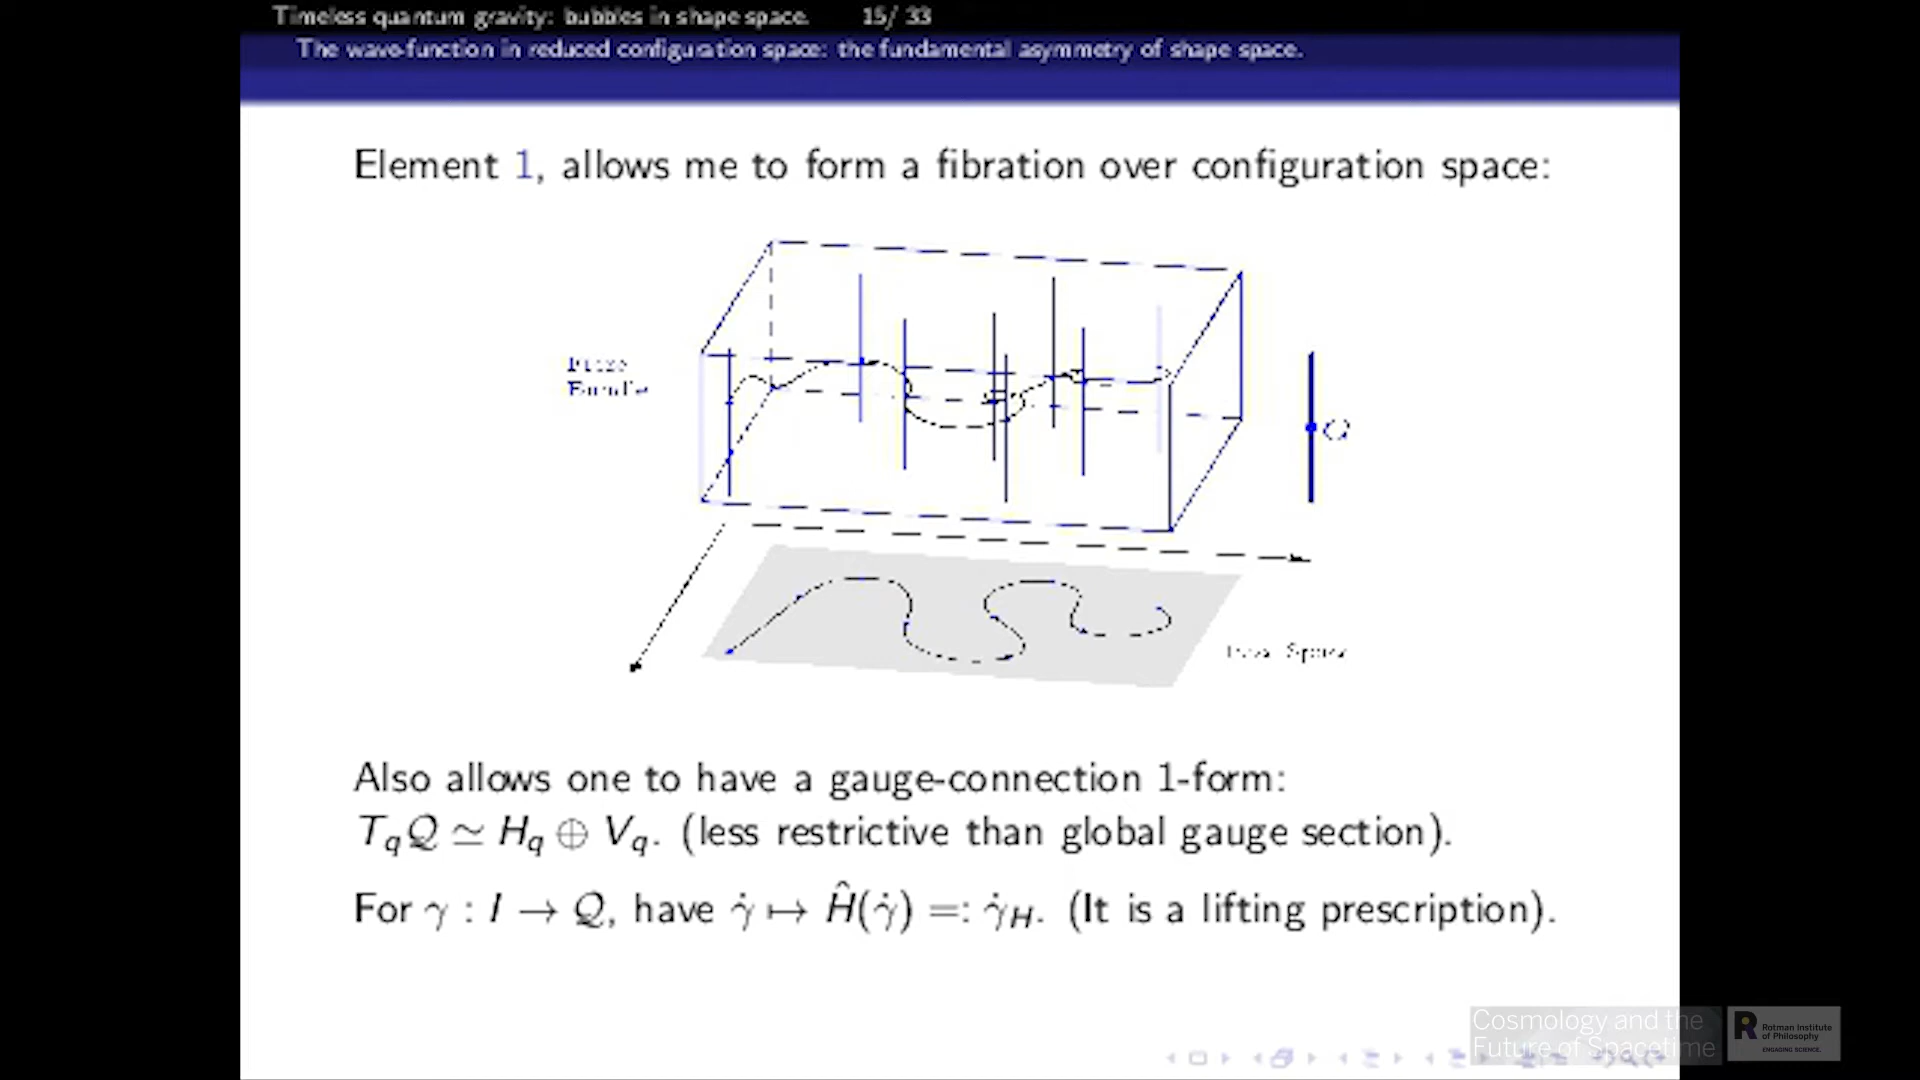 Timeless quantum gravity: bubbles in shape space. 15/ 33
The wave-function in reduced configuration space: the fundamental asymmetry of shape space.
Element 1, allows me to form a fibration over configuration space:
Bundle
Space
Also allows one to have a gauge-connection 1-form:
T_q𝒬 ≃ H_q ⊕ V_q. (less restrictive than global gauge section).
For γ : I → 𝒬, have γ̇ ↦ Ĥ(γ̇) =: γ̇_H. (It is a lifting prescription).
Cosmology and the
Future of Spacetime
Rotman Institute
of Philosophy
ENGAGING SCIENCE.